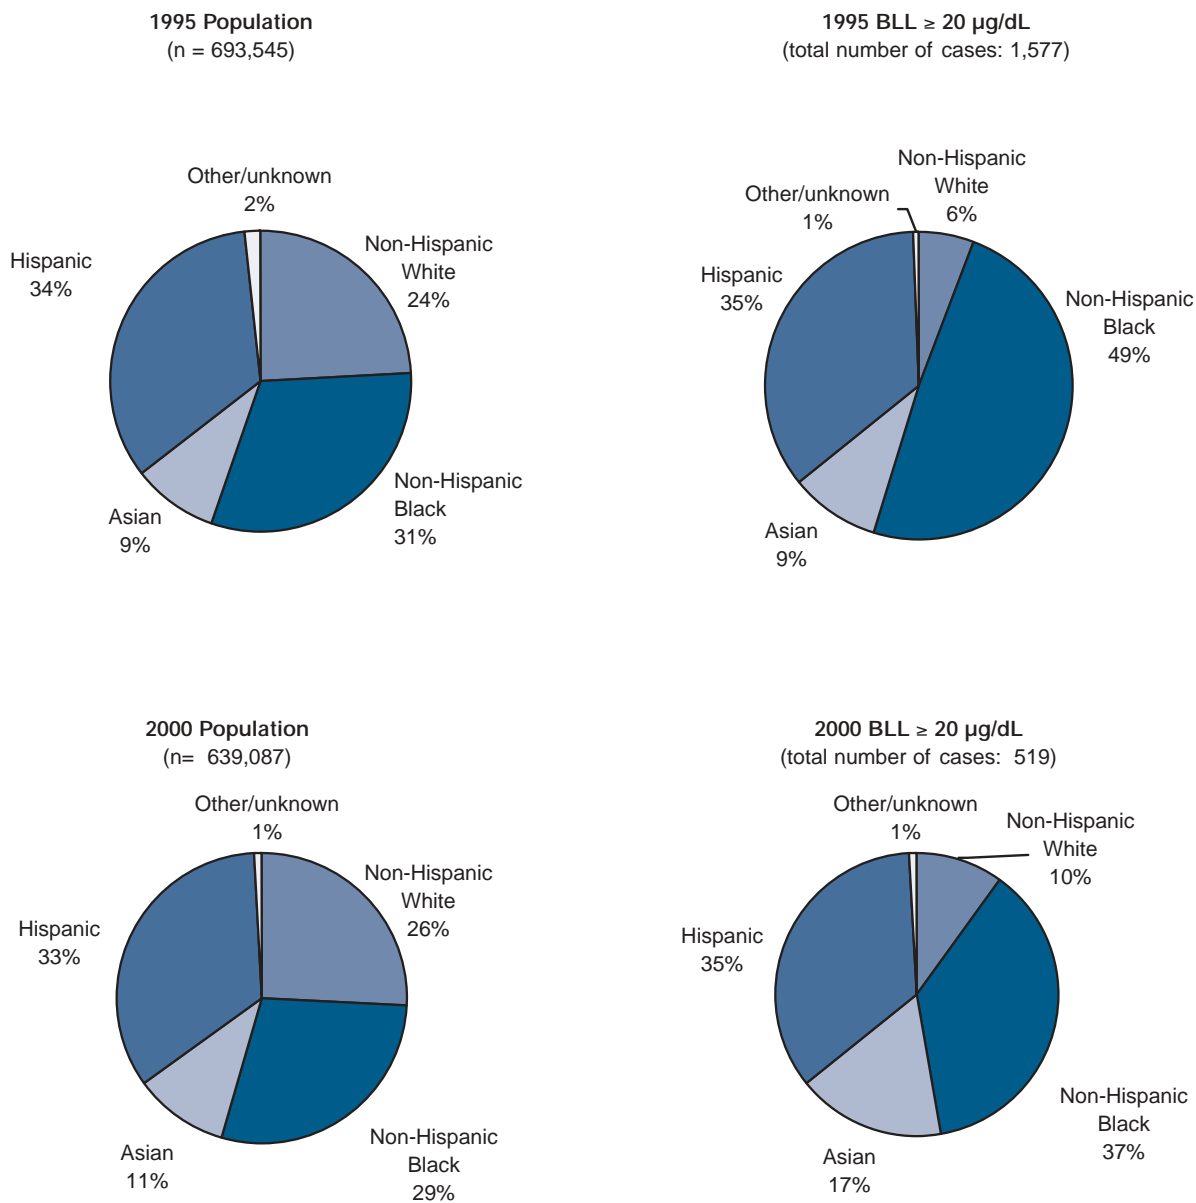 1995 Population
(n = 693,545)
Other/unknown
2%
Non-Hispanic
White
24%
Hispanic
34%
Non-Hispanic
Black
31%
Asian
9%
1995 BLL ≥ 20 µg/dL
(total number of cases: 1,577)
Non-Hispanic
White
6%
Other/unknown
1%
Hispanic
35%
Non-Hispanic
Black
49%
Asian
9%
2000 Population
(n= 639,087)
Other/unknown
1%
Non-Hispanic
White
26%
Hispanic
33%
Asian
11%
Non-Hispanic
Black
29%
2000 BLL ≥ 20 µg/dL
(total number of cases: 519)
Other/unknown
1%
Non-Hispanic
White
10%
Hispanic
35%
Non-Hispanic
Black
37%
Asian
17%